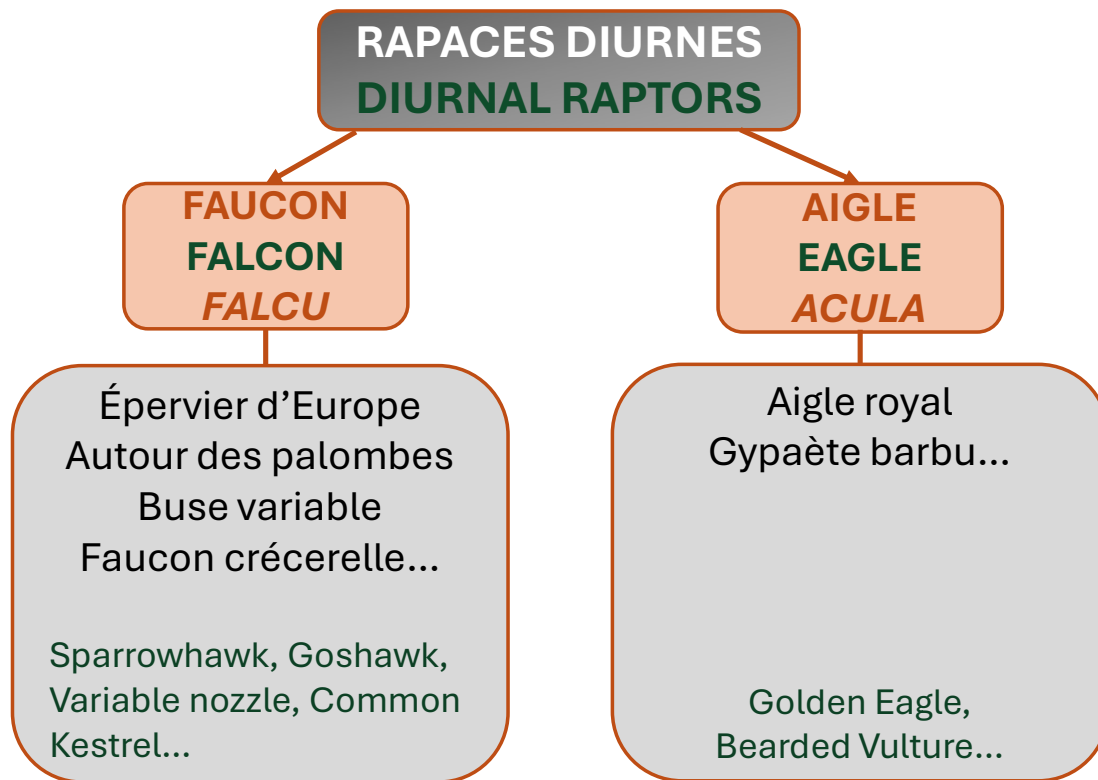 RAPACES DIURNES
DIURNAL RAPTORS
FAUCON
FALCON
FALCU
Épervier d’Europe
Autour des palombes
Buse variable
Faucon crécerelle...
Sparrowhawk, Goshawk,
Variable nozzle, Common
Kestrel...
AIGLE
EAGLE
ACULA
Aigle royal
Gypaète barbu...
Golden Eagle,
Bearded Vulture...